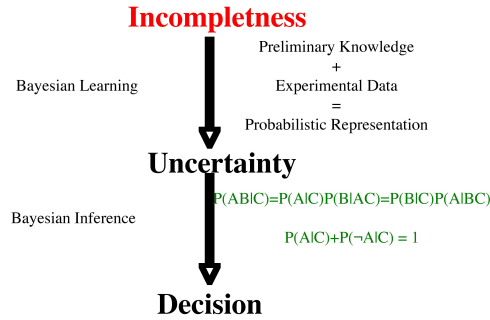 Incompletness
Preliminary Knowledge
+
Bayesian Learning
Experimental Data
=
Probabilistic Representation
Uncertainty
P(AB|C)=P(A|C)P(B|AC)=P(B|C)P(A|BC)
Bayesian Inference
P(A|C)+P(¬A|C) = 1
Decision